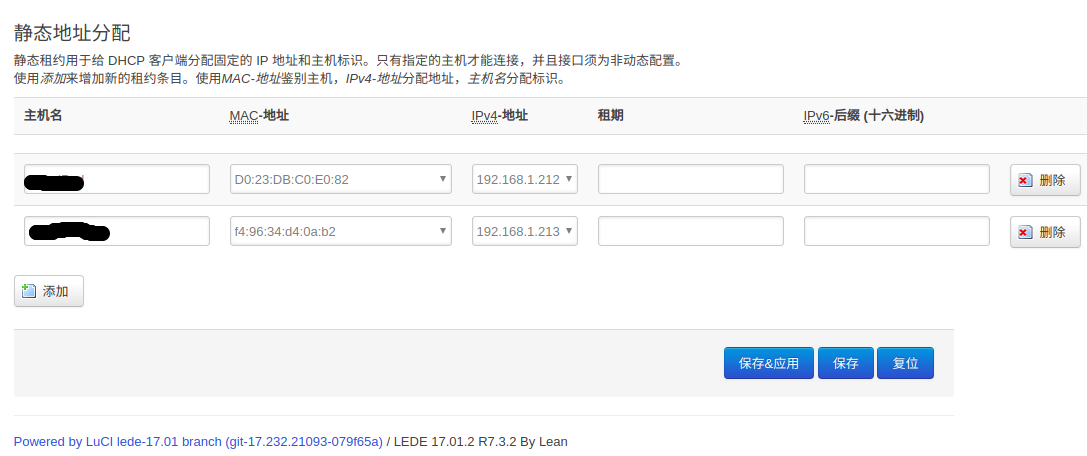 静态地址分配
静态租约用于给 DHCP 客户端分配固定的 IP 地址和主机标识。只有指定的主机才能连接，并且接口须为非动态配置。
使用添加来增加新的租约条目。使用MAC-地址鉴别主机，IPv4-地址分配地址，主机名分配标识。
主机名 MAC-地址 IPv4-地址 租期 IPv6-后缀 (十六进制)
D0:23:DB:C0:E0:82 192.168.1.212 删除
f4:96:34:d4:0a:b2 192.168.1.213 删除
添加
保存&应用 保存 复位
Powered by LuCI lede-17.01 branch (git-17.232.21093-079f65a) / LEDE 17.01.2 R7.3.2 By Lean